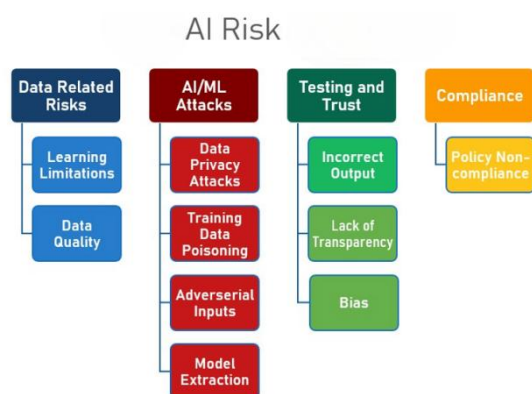 AI Risk
Data Related
Risks
Learning
Limitations
Data
Quality
AI/ML
Attacks
Data
Privacy
Attacks
Training
Data
Poisoning
Adverserial
Inputs
Model
Extraction
Testing and
Trust
Incorrect
Output
Lack of
Transparency
Bias
Compliance
Policy Non-
compliance